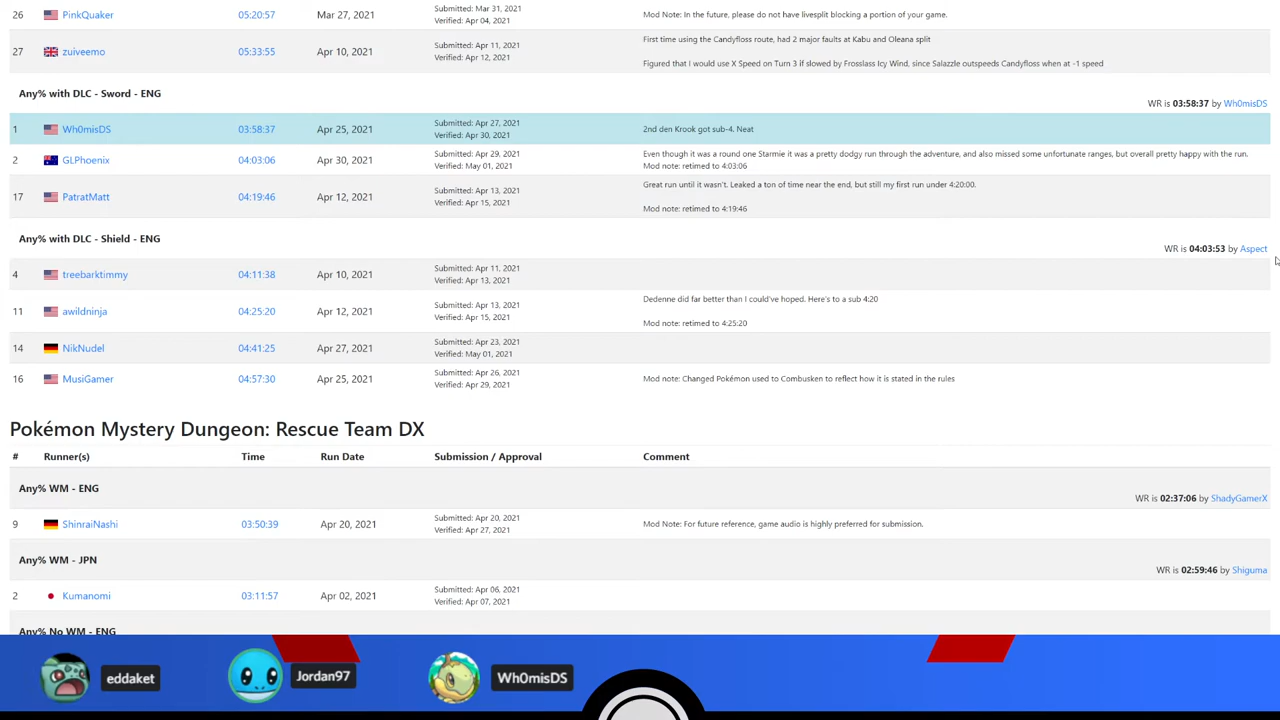 26 PinkQuaker 05:20:57 Mar 27, 2021 Submitted: Mar 31, 2021 Mod Note: In the future, please do not have livesplit blocking a portion of your game.
Verified: Apr 04, 2021
27 zuiveemo 05:33:55 Apr 10, 2021 Submitted: Apr 11, 2021 First time using the Candyfloss route, had 2 major faults at Kabu and Oleana split
Verified: Apr 12, 2021 Figured that I would use X Speed on Turn 3 if slowed by Frosslass Icy Wind, since Salazzle outspeeds Candyfloss when at -1 speed
Any% with DLC - Sword - ENG
WR is 03:58:37 by Wh0misDS
1 Wh0misDS 03:58:37 Apr 25, 2021 Submitted: Apr 27, 2021 2nd den Krook got sub-4. Neat
Verified: Apr 30, 2021
2 GLPhoenix 04:03:06 Apr 30, 2021 Submitted: Apr 29, 2021 Even though it was a round one Starmie it was a pretty dodgy run through the adventure, and also missed some unfortunate ranges, but overall pretty happy with the run.
Verified: May 01, 2021 Mod note: retimed to 4:03:06
17 PatratMatt 04:19:46 Apr 12, 2021 Submitted: Apr 13, 2021 Great run until it wasn't. Leaked a ton of time near the end, but still my first run under 4:20:00.
Verified: Apr 15, 2021 Mod note: retimed to 4:19:46
Any% with DLC - Shield - ENG
WR is 04:03:53 by Aspect
4 treebarktimmy 04:11:38 Apr 10, 2021 Submitted: Apr 11, 2021
Verified: Apr 13, 2021
11 awildninja 04:25:20 Apr 12, 2021 Submitted: Apr 13, 2021 Dedenne did far better than I could've hoped. Here's to a sub 4:20
Verified: Apr 15, 2021 Mod note: retimed to 4:25:20
14 NikNudel 04:41:25 Apr 27, 2021 Submitted: Apr 23, 2021
Verified: May 01, 2021
16 MusiGamer 04:57:30 Apr 25, 2021 Submitted: Apr 26, 2021 Mod note: Changed Pokémon used to Combusken to reflect how it is stated in the rules
Verified: Apr 29, 2021
Pokémon Mystery Dungeon: Rescue Team DX
# Runner(s) Time Run Date Submission / Approval Comment
Any% WM - ENG
WR is 02:37:06 by ShadyGamerX
9 ShinraiNashi 03:50:39 Apr 20, 2021 Submitted: Apr 20, 2021 Mod Note: For future reference, game audio is highly preferred for submission.
Verified: Apr 27, 2021
Any% WM - JPN
WR is 02:59:46 by Shiguma
2 Kumanomi 03:11:57 Apr 02, 2021 Submitted: Apr 06, 2021
Verified: Apr 07, 2021
Any% No WM - ENG
eddaket Jordan97 Wh0misDS